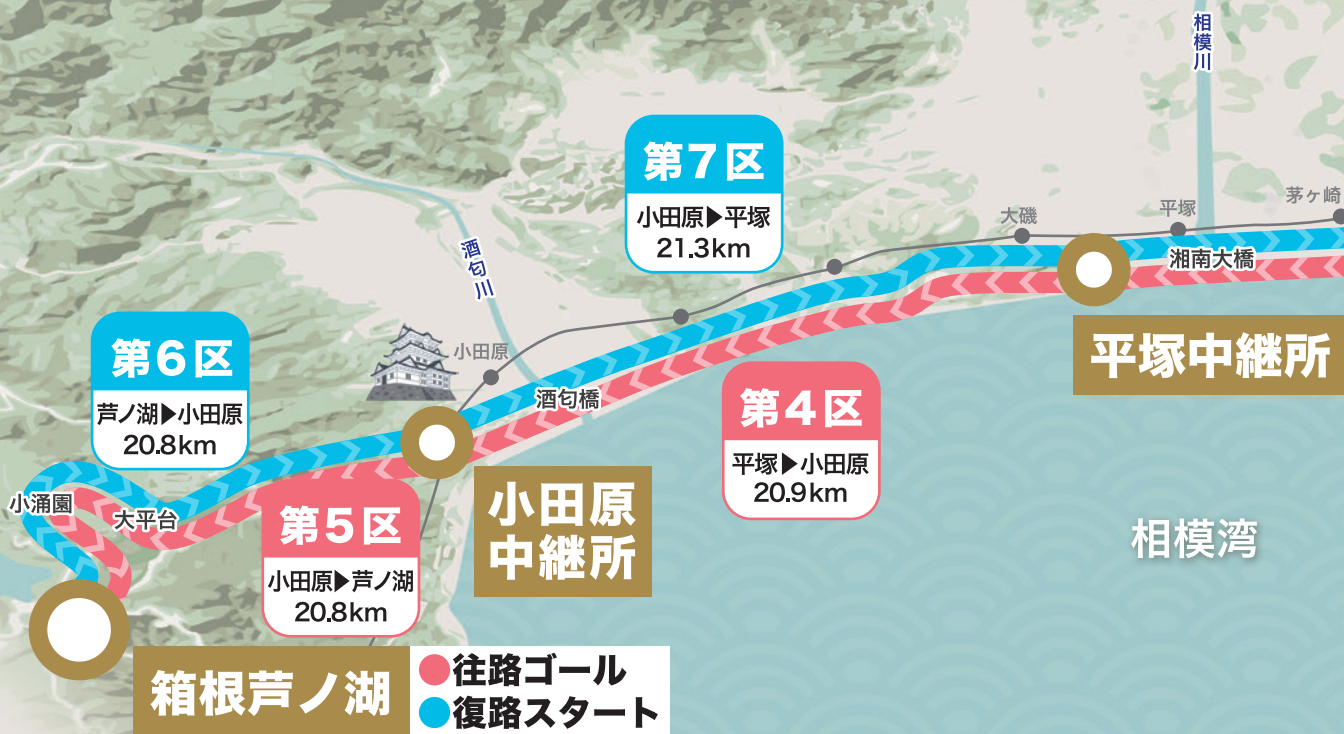 相模川
第7区
小田原▶平塚
21.3km
茅ヶ崎
平塚
大磯
湘南大橋
酒匂川
平塚中継所
第6区
芦ノ湖▶小田原
20.8km
小田原
酒匂橋
第4区
平塚▶小田原
20.9km
小涌園
大平台
第5区
小田原▶芦ノ湖
20.8km
小田原
中継所
相模湾
箱根芦ノ湖
往路ゴール
復路スタート